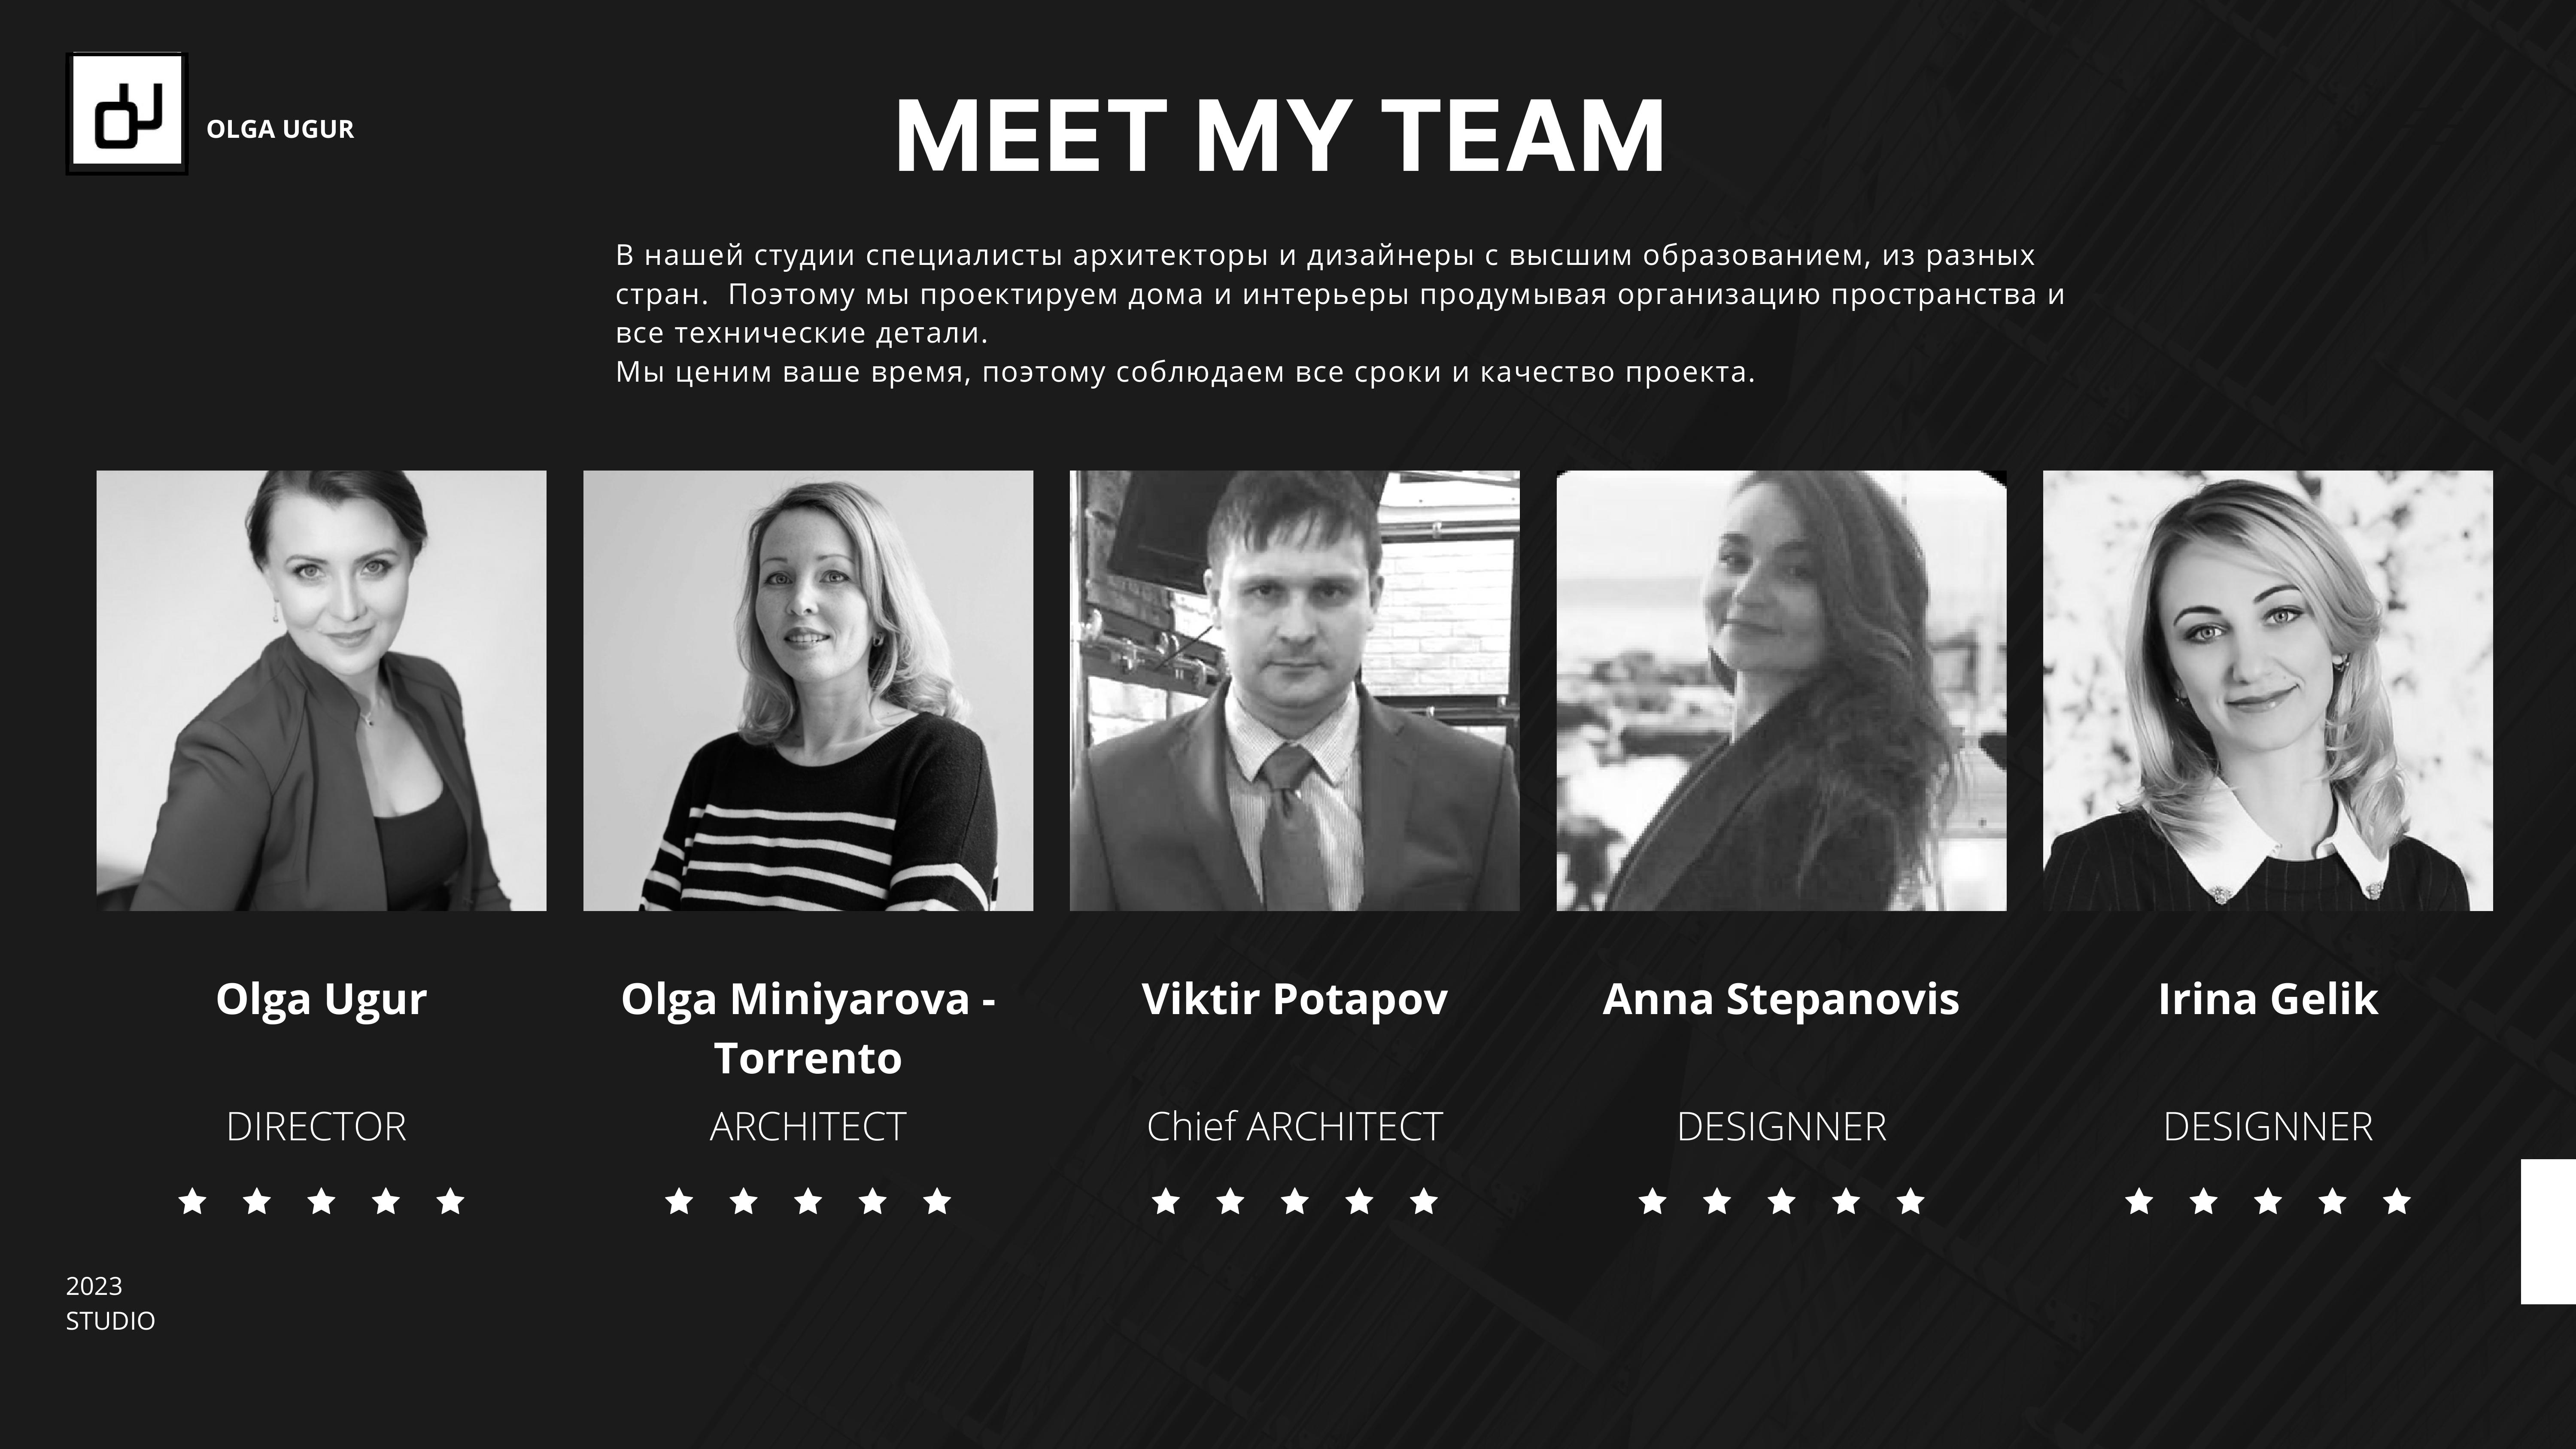 OLGA UGUR
MEET MY TEAM
В нашей студии специалисты архитекторы и дизайнеры с высшим образованием, из разных
стран.  Поэтому мы проектируем дома и интерьеры продумывая организацию пространства и
все технические детали.
Мы ценим ваше время, поэтому соблюдаем все сроки и качество проекта.
Olga Ugur
DIRECTOR
Olga Miniyarova -
Torrento
ARCHITECT
Viktir Potapov
Chief ARCHITECT
Anna Stepanovis
DESIGNNER
Irina Gelik
DESIGNNER
2023
STUDIO